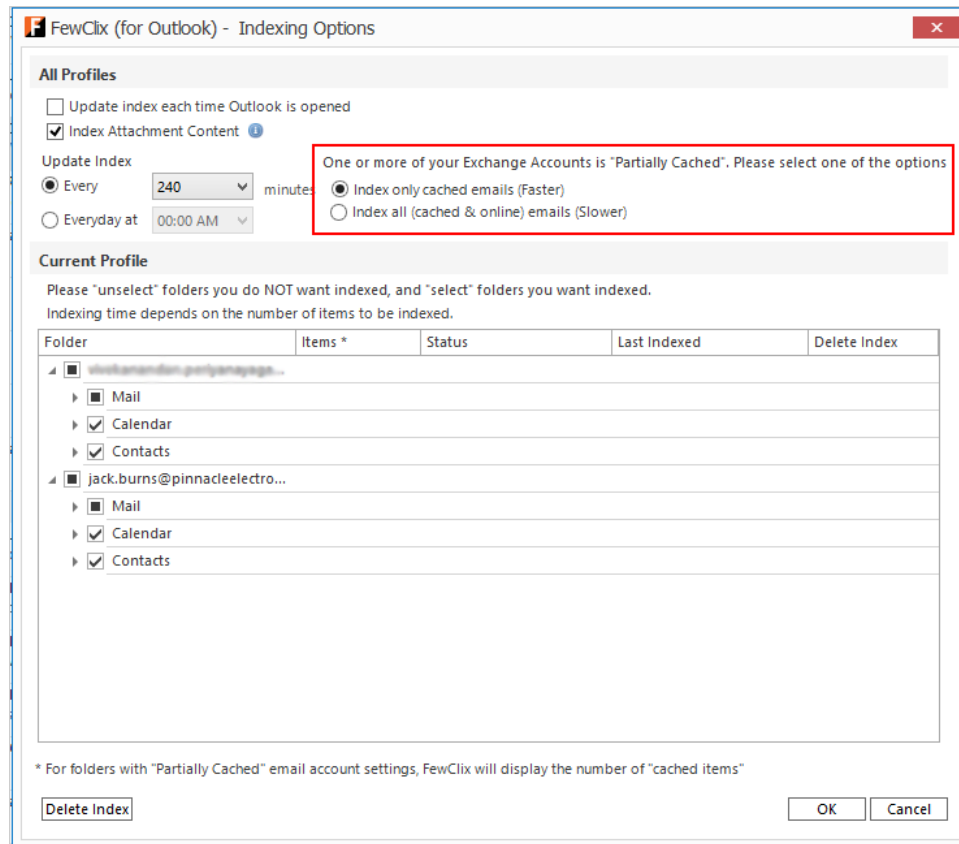 FewClix (for Outlook) - Indexing Options
All Profiles
Update index each time Outlook is opened
Index Attachment Content
Update Index
Every 240 minutes
Everyday at 00:00 AM
One or more of your Exchange Accounts is "Partially Cached". Please select one of the options
Index only cached emails (Faster)
Index all (cached & online) emails (Slower)
Current Profile
Please "unselect" folders you do NOT want indexed, and "select" folders you want indexed.
Indexing time depends on the number of items to be indexed.
Folder Items * Status Last Indexed Delete Index
Mail
Calendar
Contacts
jack.burns@pinnacleelectro...
Mail
Calendar
Contacts
* For folders with "Partially Cached" email account settings, FewClix will display the number of "cached items"
Delete Index OK Cancel